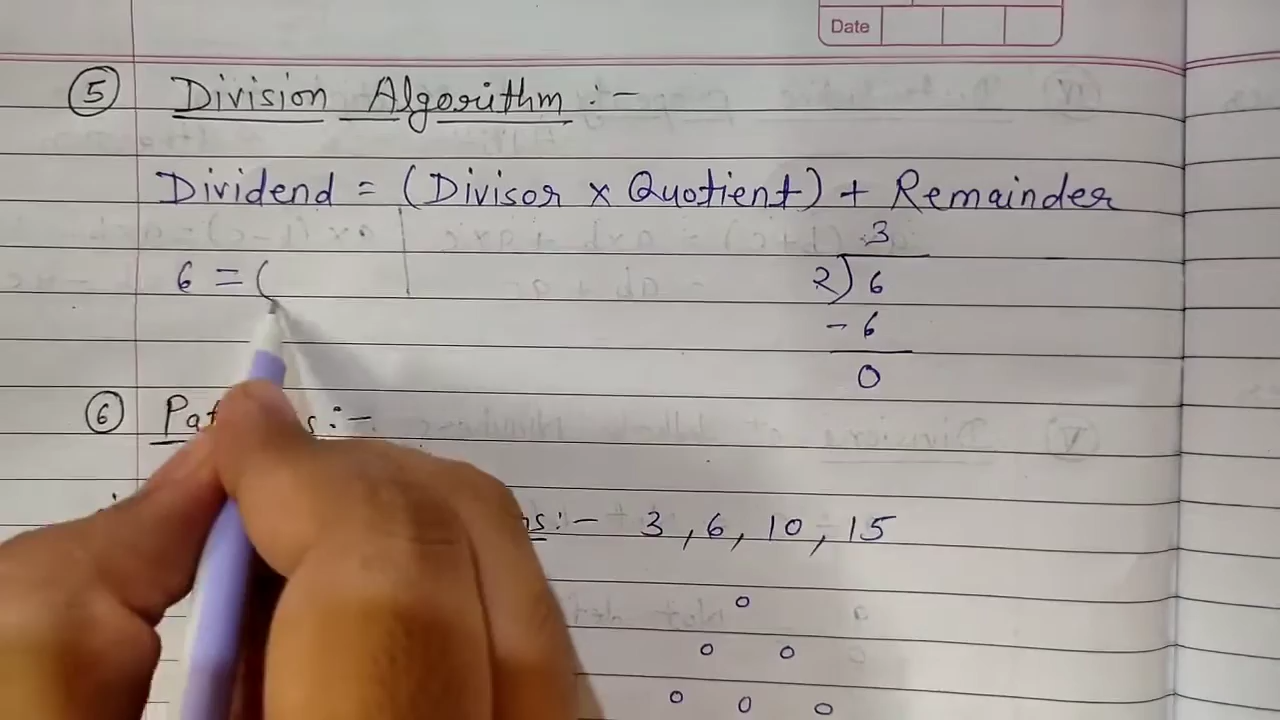 Date
⑤ Division Algorithm :-
Dividend = (Divisor × Quotient) + Remainder
3
6 = ( 2) 6
- 6
0
⑥ :-
:- 3, 6, 10, 15